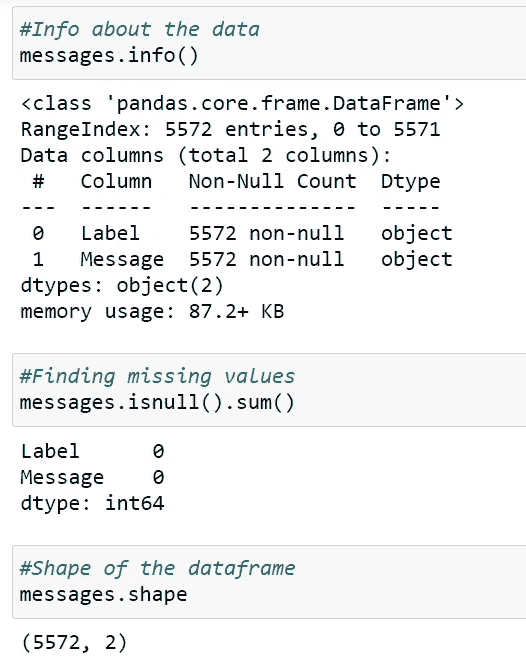 #Info about the data
messages.info()
<class 'pandas.core.frame.DataFrame'>
RangeIndex: 5572 entries, 0 to 5571
Data columns (total 2 columns):
 #   Column   Non-Null Count  Dtype
---  ------   --------------  -----
 0   Label    5572 non-null   object
 1   Message  5572 non-null   object
dtypes: object(2)
memory usage: 87.2+ KB
#Finding missing values
messages.isnull().sum()
Label      0
Message    0
dtype: int64
#Shape of the dataframe
messages.shape
(5572, 2)